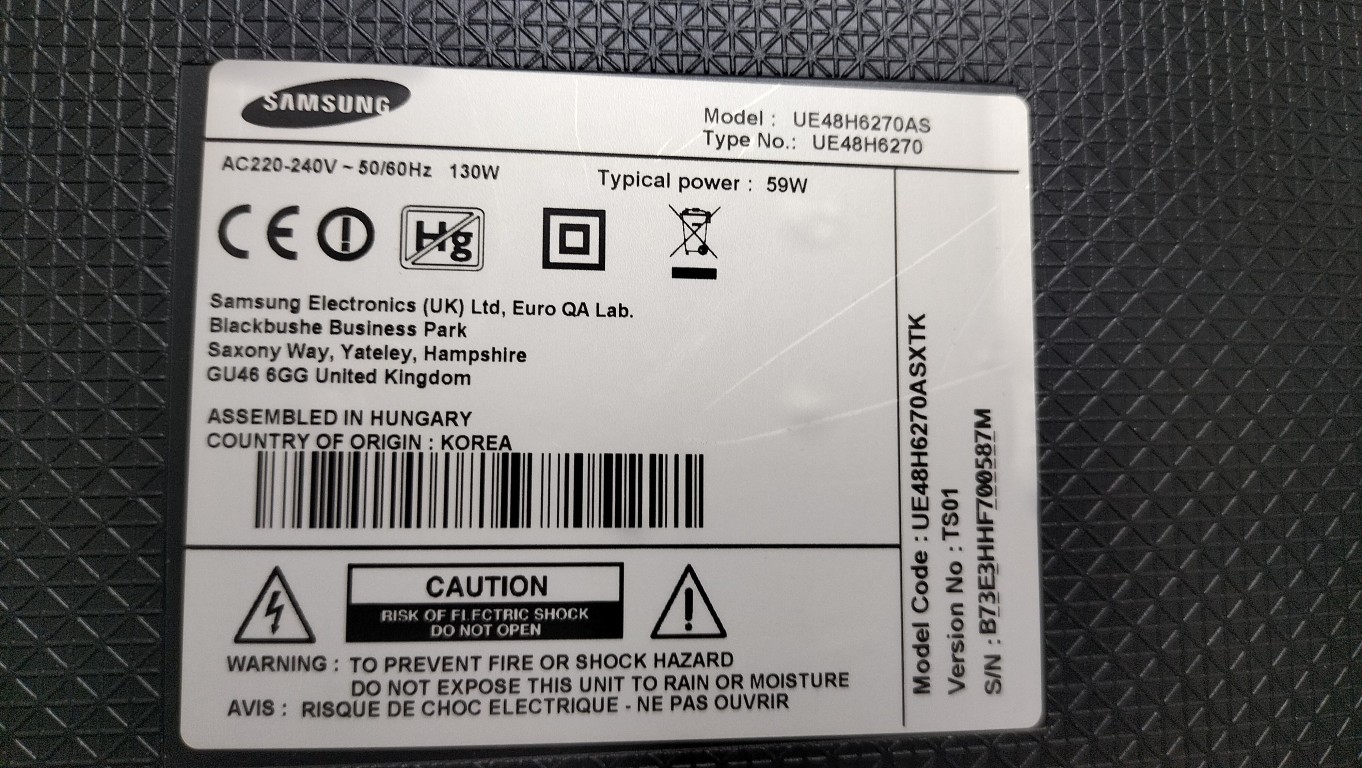 SAMSUNG
Model : UE48H6270AS
Type No.: UE48H6270
AC220-240V ~ 50/60Hz 130W
Typical power : 59W
CE
Hg
Samsung Electronics (UK) Ltd, Euro QA Lab.
Blackbushe Business Park
Saxony Way, Yateley, Hampshire
GU46 6GG United Kingdom
ASSEMBLED IN HUNGARY
COUNTRY OF ORIGIN : KOREA
CAUTION
RISK OF ELECTRIC SHOCK
DO NOT OPEN
WARNING : TO PREVENT FIRE OR SHOCK HAZARD
DO NOT EXPOSE THIS UNIT TO RAIN OR MOISTURE
AVIS : RISQUE DE CHOC ELECTRIQUE - NE PAS OUVRIR
Model Code : UE48H6270ASXTK
Version No : TS01
S/N : B73E3HHF700587M